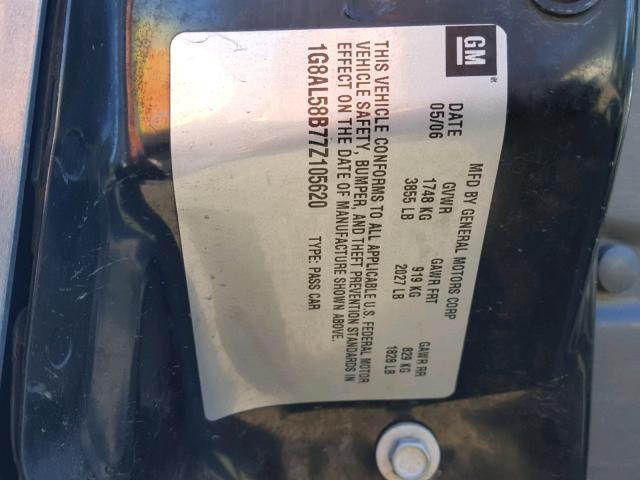 GM
MFD BY GENERAL MOTORS CORP
DATE GVWR GAWR FRT GAWR RR
05/06 1748 KG 919 KG 829 KG
3855 LB 2027 LB 1828 LB
THIS VEHICLE CONFORMS TO ALL APPLICABLE U.S. FEDERAL MOTOR
VEHICLE SAFETY, BUMPER, AND THEFT PREVENTION STANDARDS IN
EFFECT ON THE DATE OF MANUFACTURE SHOWN ABOVE.
1G8AL58B77Z105620 TYPE: PASS CAR